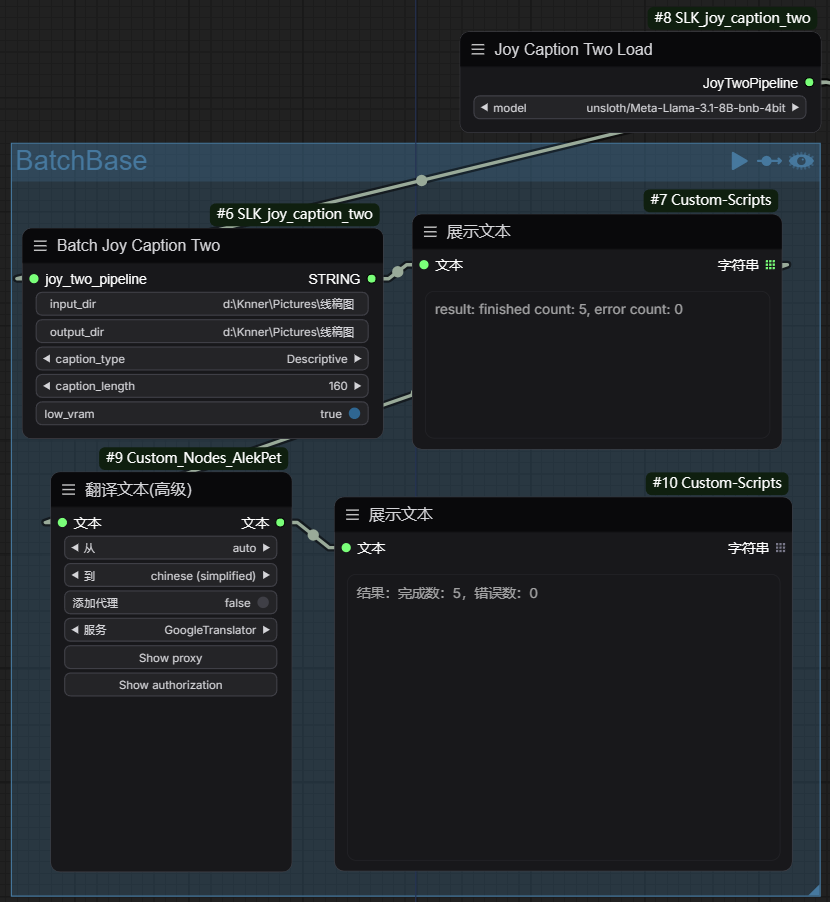 #8 SLK_joy_caption_two
Joy Caption Two Load
JoyTwoPipeline
model unsloth/Meta-Llama-3.1-8B-bnb-4bit
BatchBase
#6 SLK_joy_caption_two
Batch Joy Caption Two
joy_two_pipeline STRING
input_dir d:\Knner\Pictures\线稿图
output_dir d:\Knner\Pictures\线稿图
caption_type Descriptive
caption_length 160
low_vram true
#7 Custom-Scripts
展示文本
文本 字符串
result: finished count: 5, error count: 0
#9 Custom_Nodes_AlekPet
翻译文本(高级)
文本 文本
从 auto
到 chinese (simplified)
添加代理 false
服务 GoogleTranslator
Show proxy
Show authorization
#10 Custom-Scripts
展示文本
文本 字符串
结果：完成数：5，错误数：0